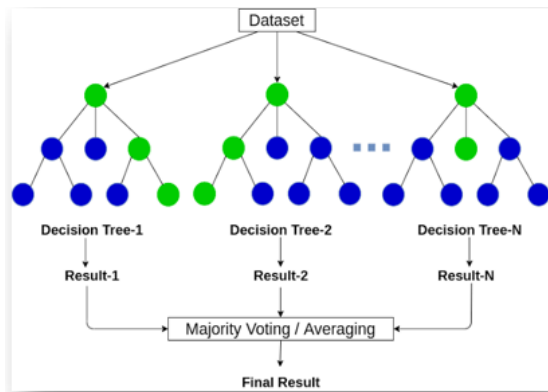 Dataset
Decision Tree-1
Decision Tree-2
Decision Tree-N
Result-1
Result-2
Result-N
Majority Voting / Averaging
Final Result